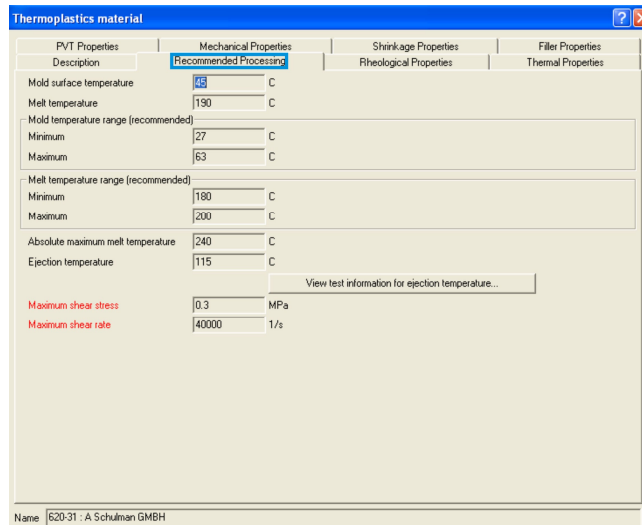 Thermoplastics material
PVT Properties Mechanical Properties Shrinkage Properties Filler Properties
Description Recommended Processing Rheological Properties Thermal Properties
Mold surface temperature 45 C
Melt temperature 190 C
Mold temperature range (recommended)
Minimum 27 C
Maximum 63 C
Melt temperature range (recommended)
Minimum 180 C
Maximum 200 C
Absolute maximum melt temperature 240 C
Ejection temperature 115 C
View test information for ejection temperature...
Maximum shear stress 0.3 MPa
Maximum shear rate 40000 1/s
Name 620-31 : A Schulman GMBH